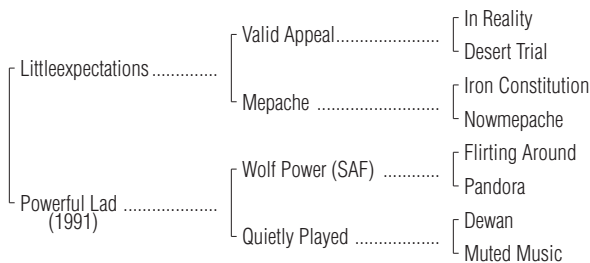 In Reality
Valid Appeal.......................
Desert Trial
Littleexpectations ..............
Iron Constitution
Mepache ...........................
Nowmepache
Flirting Around
Wolf Power (SAF) .............
Pandora
Powerful Lad ....................
(1991)
Dewan
Quietly Played ..................
Muted Music